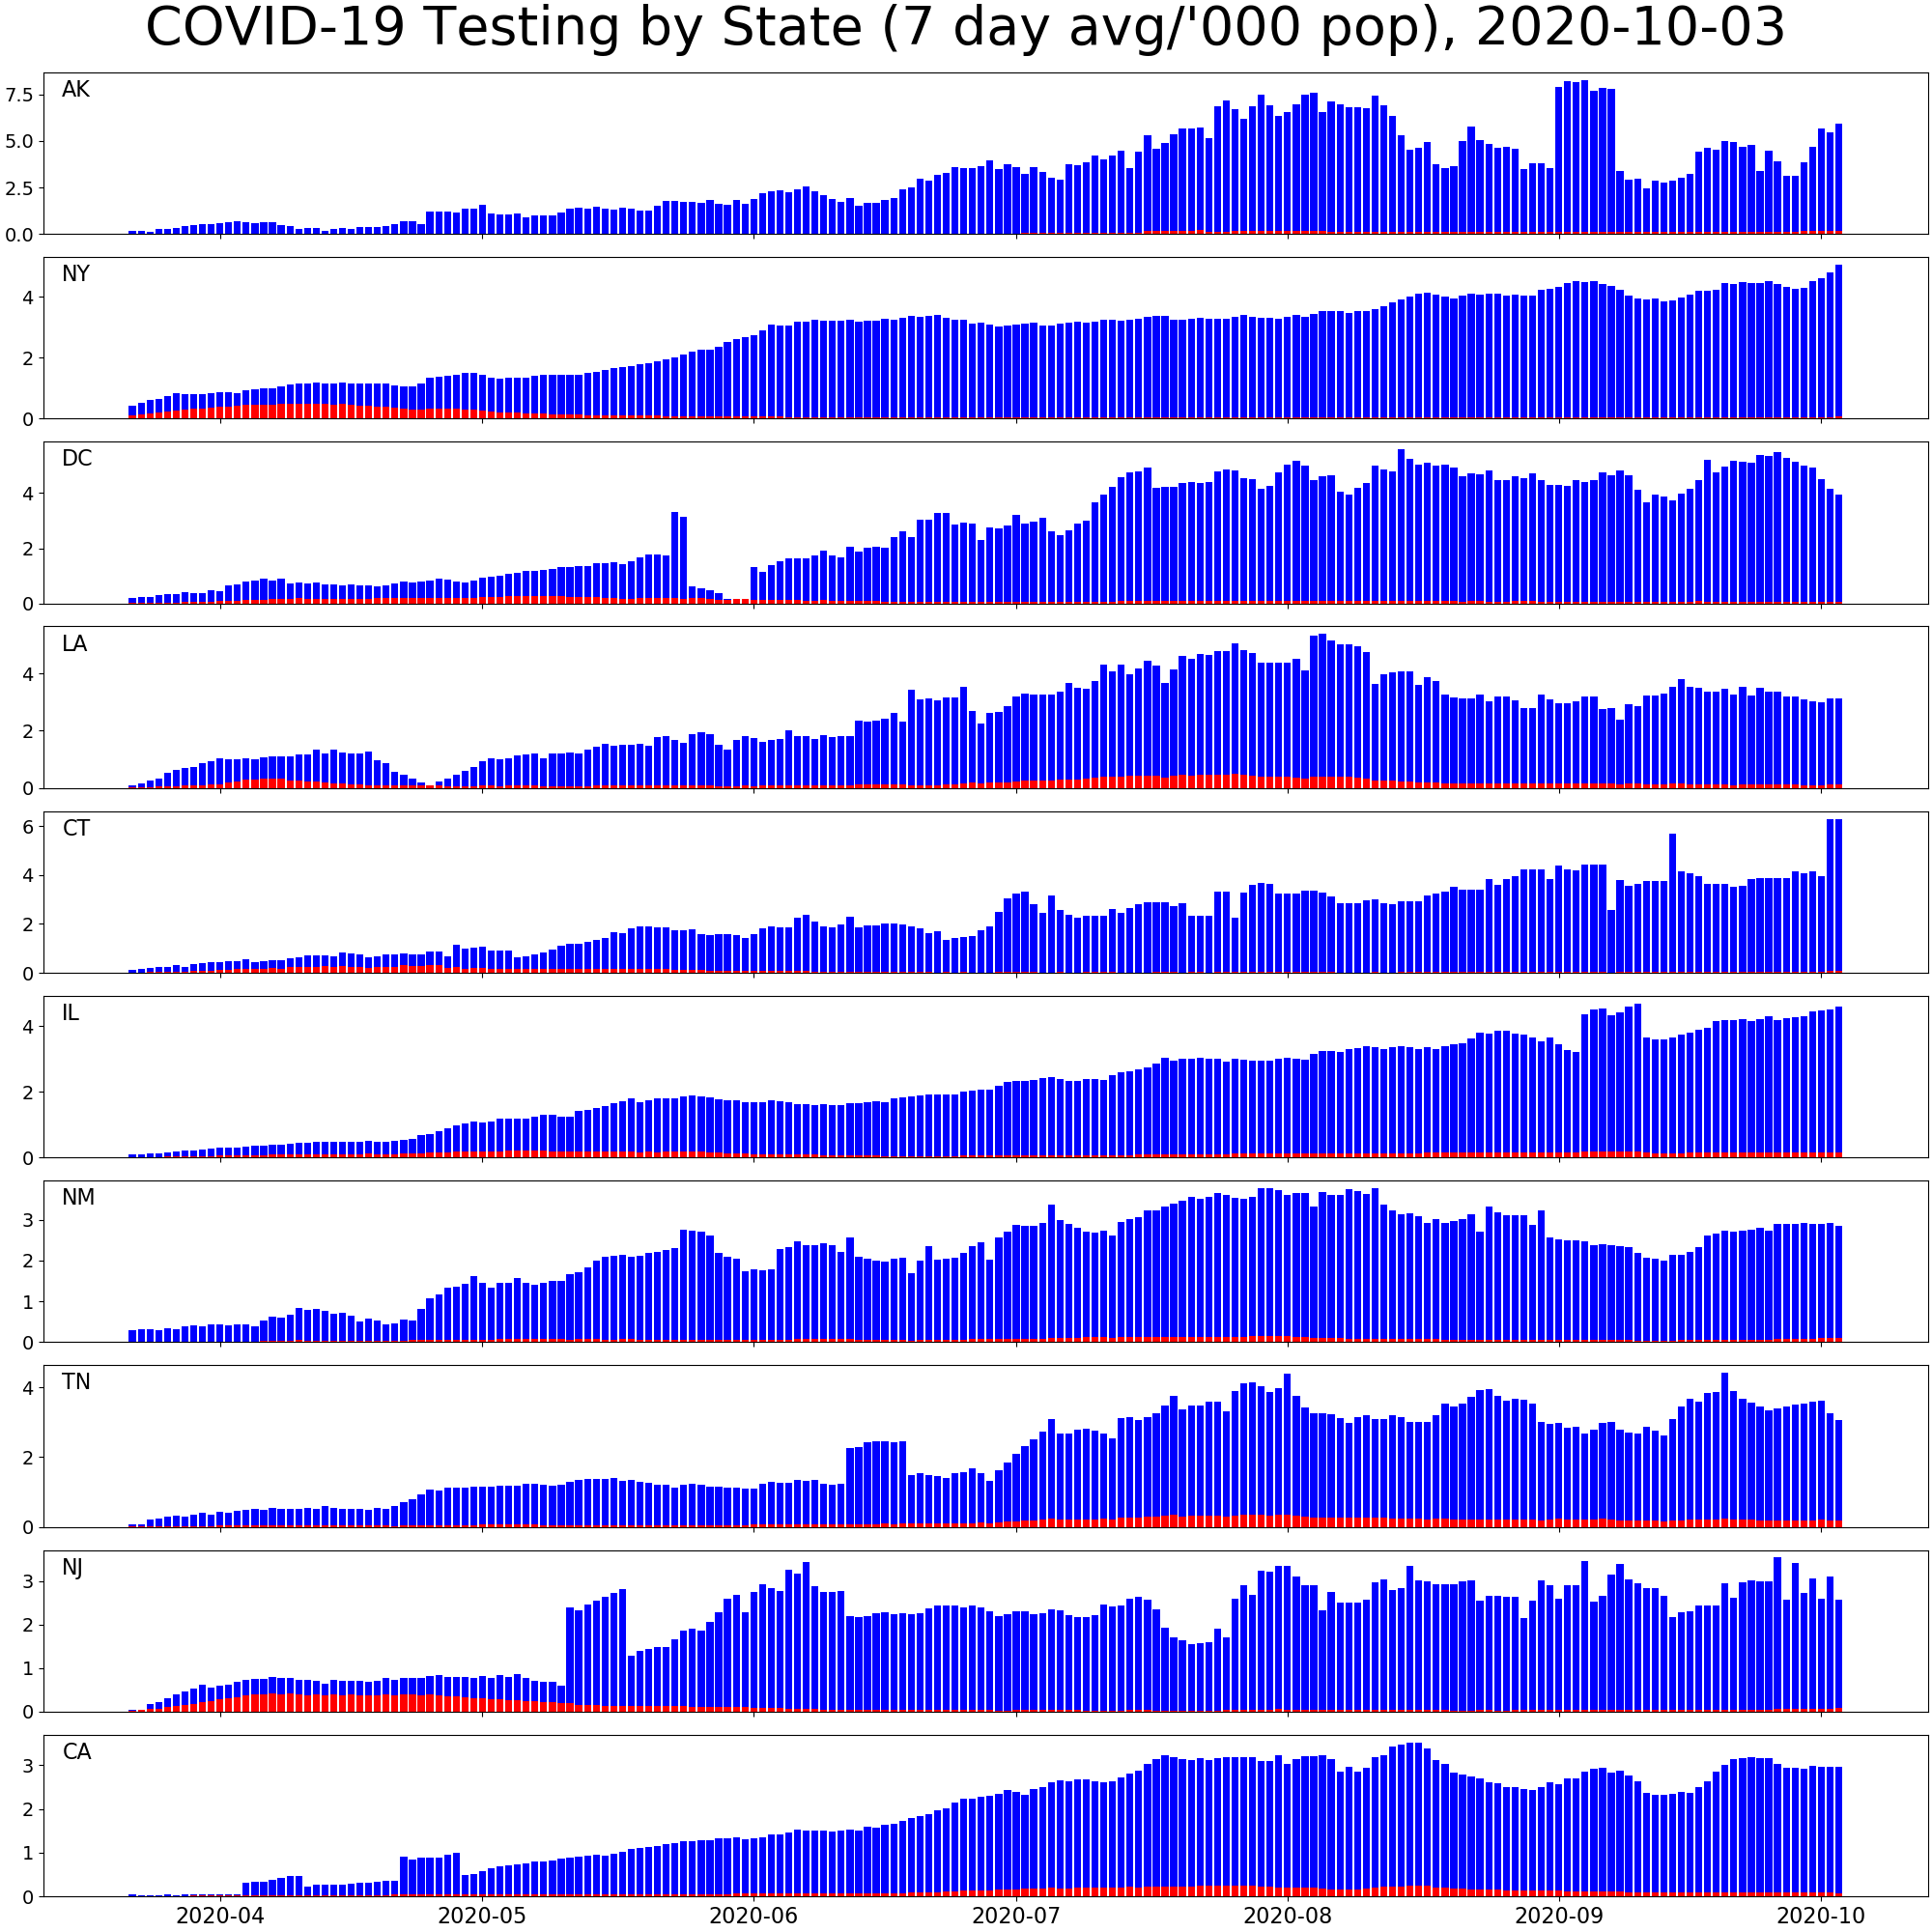 COVID-19 Testing by State (7 day avg/'000 pop), 2020-10-03
AK
7.5
5.0
2.5
0.0
NY
4
2
0
DC
4
2
0
LA
4
2
0
CT
6
4
2
0
IL
4
2
0
NM
3
2
1
0
TN
4
2
0
NJ
3
2
1
0
CA
3
2
1
0
2020-04 2020-05 2020-06 2020-07 2020-08 2020-09 2020-10